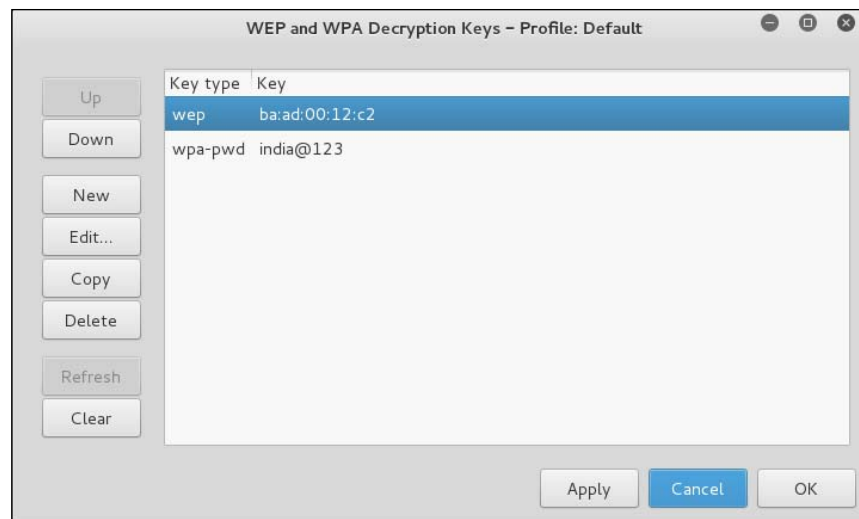 WEP and WPA Decryption Keys – Profile: Default
Up
Down
New
Edit...
Copy
Delete
Refresh
Clear
Key type Key
wep ba:ad:00:12:c2
wpa-pwd india@123
Apply Cancel OK